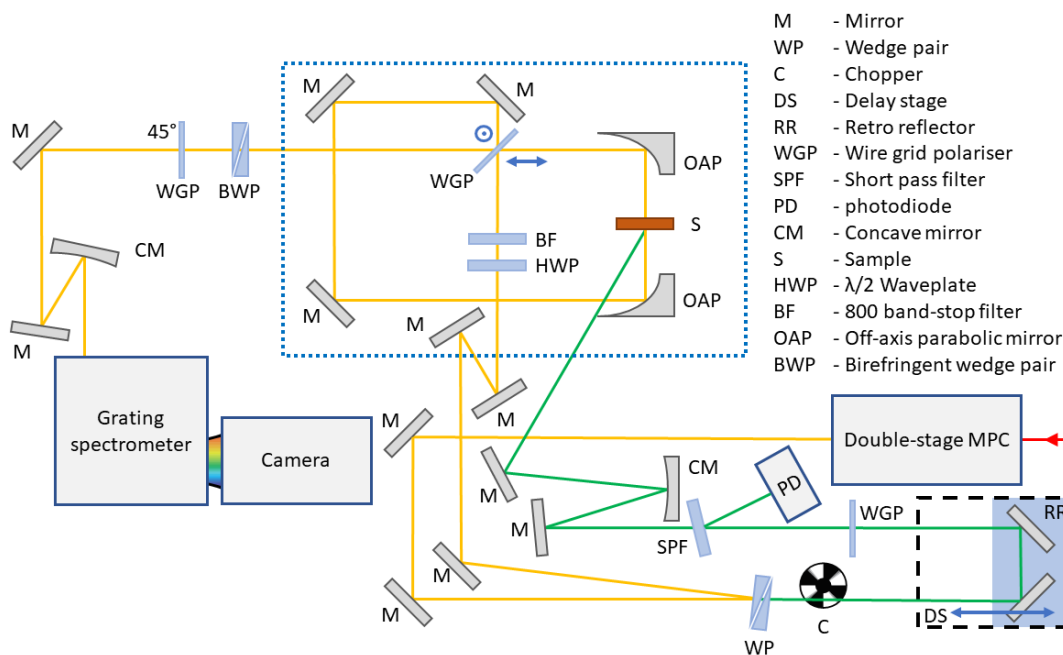 M - Mirror
WP - Wedge pair
C - Chopper
DS - Delay stage
RR - Retro reflector
WGP - Wire grid polariser
SPF - Short pass filter
PD - photodiode
CM - Concave mirror
S - Sample
HWP - λ/2 Waveplate
BF - 800 band-stop filter
OAP - Off-axis parabolic mirror
BWP - Birefringent wedge pair
M
M
M
45°
WGP
BWP
WGP
OAP
S
BF
HWP
CM
M
OAP
M
M
M
M
Grating
spectrometer
Camera
Double-stage MPC
M
CM
PD
M
SPF
WGP
RR
M
M
WP
C
DS